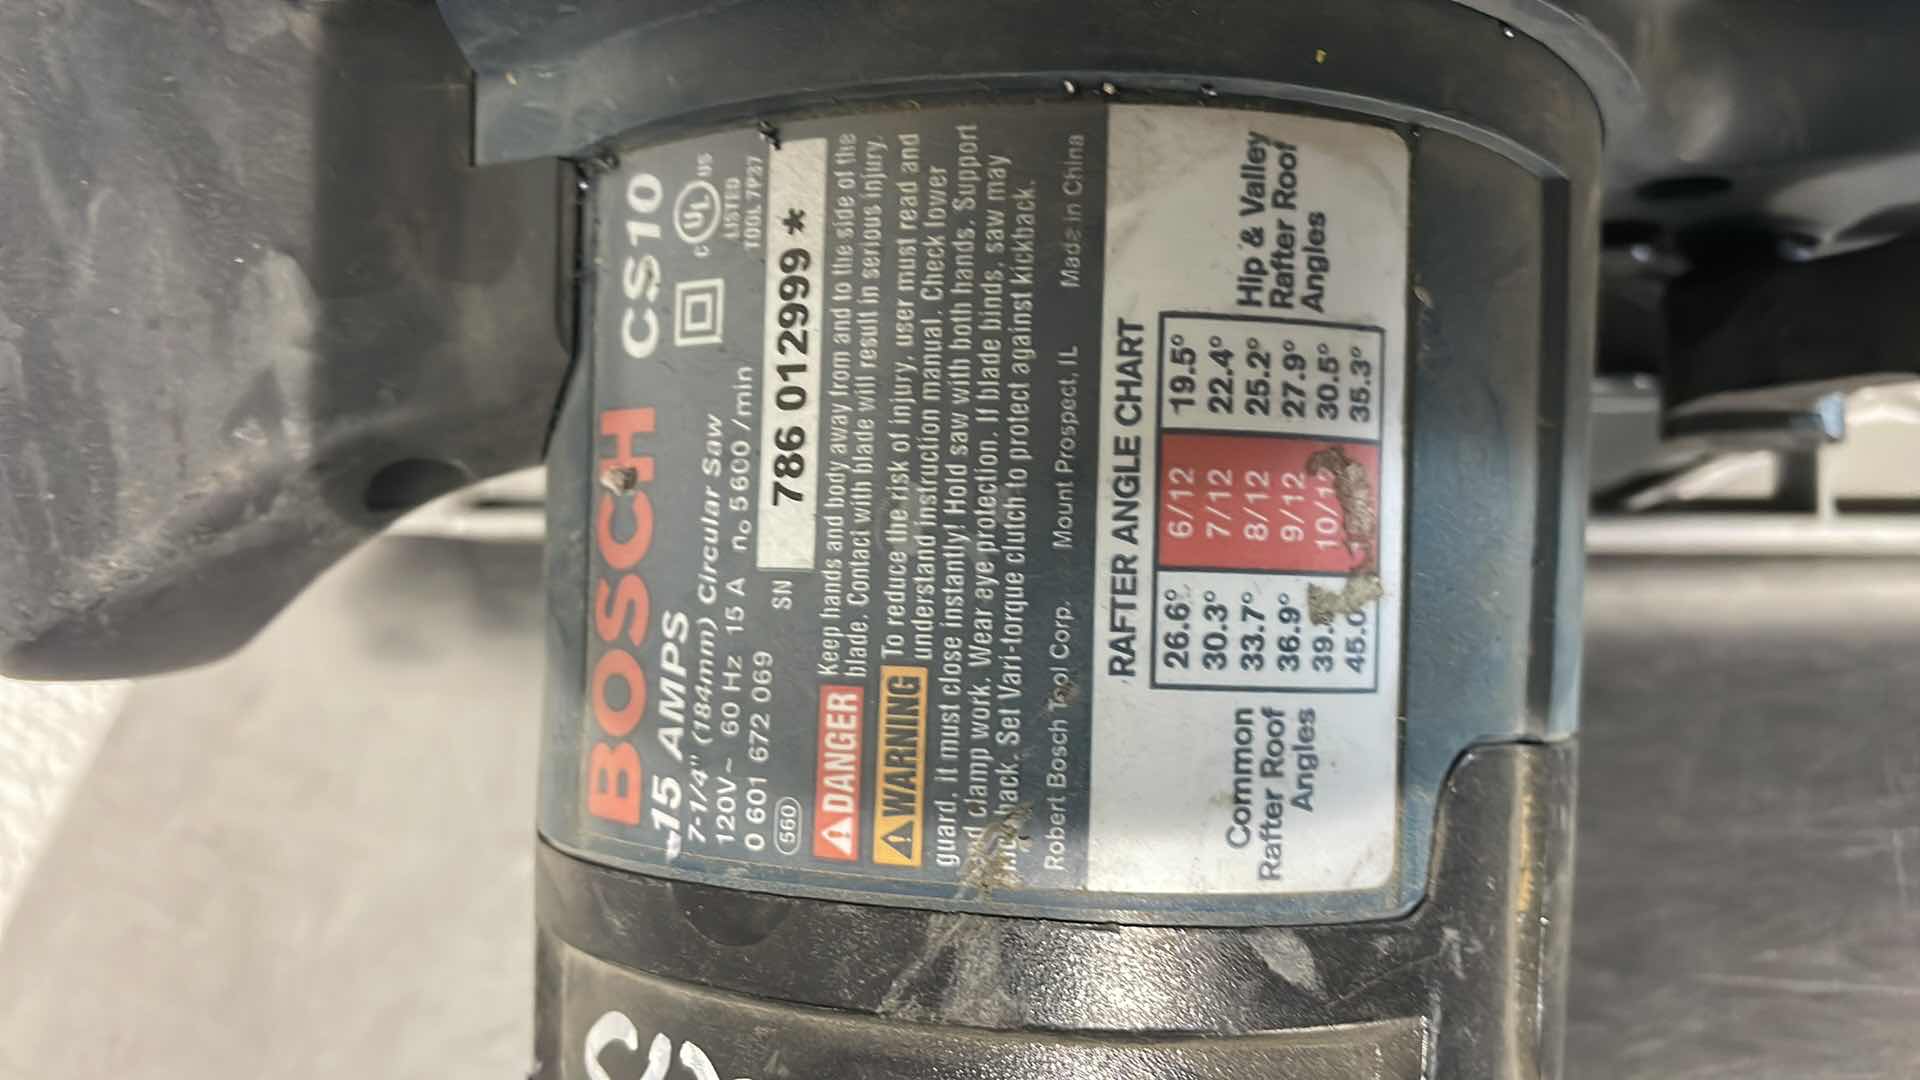 BOSCH CS10
15 AMPS
7-1/4" (184mm) Circular Saw
120V~ 60 Hz 15 A no 5600 /min
0 601 672 069
560
SN 786 012999 *
c UL US
LISTED
TOOL 7P37
DANGER Keep hands and body away from and to the side of the
blade. Contact with blade will result in serious injury.
WARNING To reduce the risk of injury, user must read and
understand instruction manual. Check lover
guard, it must close instantly! Hold saw with both hands. Support
clamp work. Wear eye protection. If blade binds, saw may
back. Set Vari-torque clutch to protect against kickback.
Robert Bosch Tool Corp. Mount Prospect, IL Made in China
RAFTER ANGLE CHART
Common
Rafter Roof
Angles
26.6° 6/12 19.5°
30.3° 7/12 22.4°
33.7° 8/12 25.2°
36.9° 9/12 27.9°
30.5°
35.3°
Hip & Valley
Rafter Roof
Angles